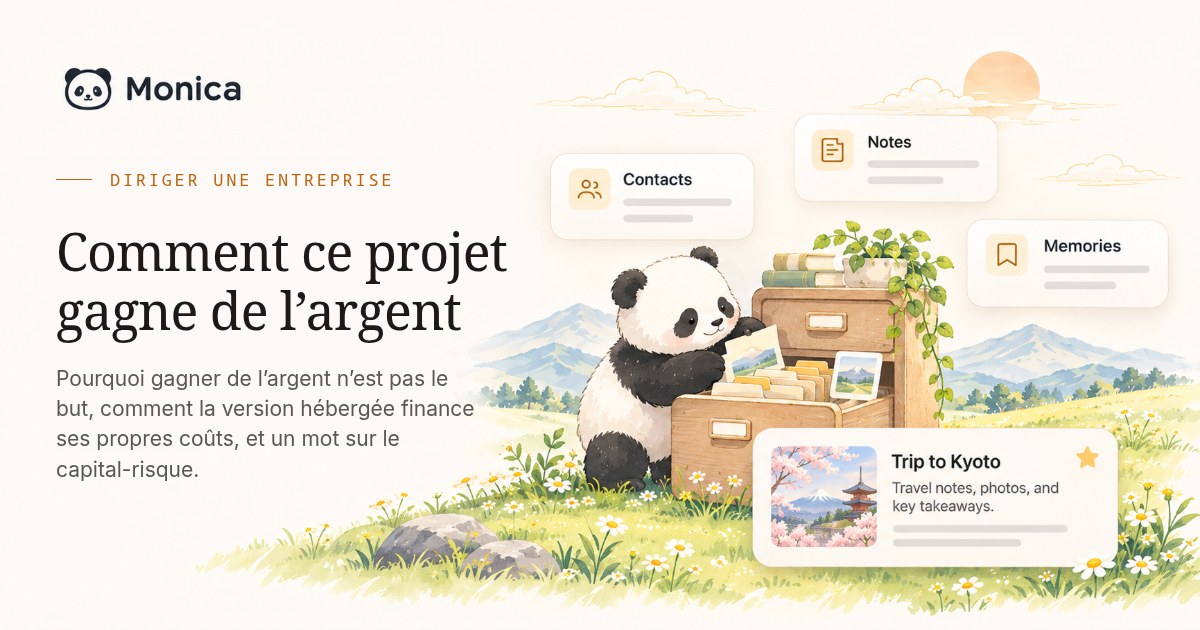 Monica
DIRIGER UNE ENTREPRISE
Comment ce projet
gagne de l’argent
Pourquoi gagner de l’argent n’est pas le
but, comment la version hébergée finance
ses propres coûts, et un mot sur le
capital-risque.
Contacts
Notes
Memories
Trip to Kyoto
Travel notes, photos, and
key takeaways.